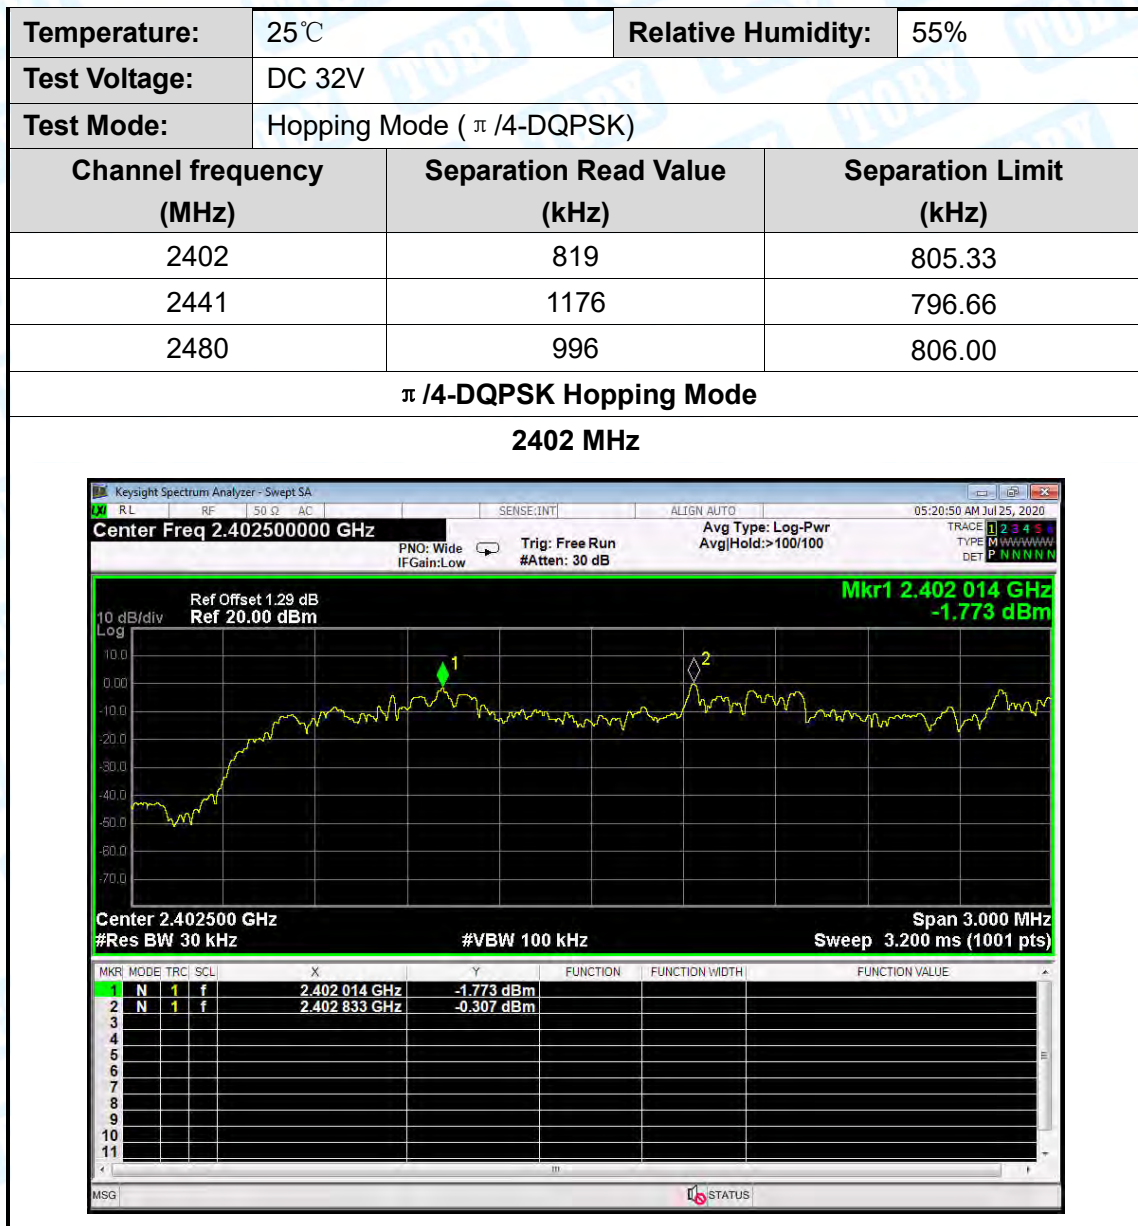 Temperature: 25℃ Relative Humidity: 55%
Test Voltage: DC 32V
Test Mode: Hopping Mode ( π /4-DQPSK)
Channel frequency (MHz) Separation Read Value (kHz) Separation Limit (kHz)
2402 819 805.33
2441 1176 796.66
2480 996 806.00
π /4-DQPSK Hopping Mode
2402 MHz
Keysight Spectrum Analyzer - Swept SA
LXI RL RF 50 Ω AC SENSE:INT ALIGN AUTO 05:20:50 AM Jul 25, 2020
Center Freq 2.402500000 GHz
PNO: Wide
IFGain:Low
Trig: Free Run
#Atten: 30 dB
Avg Type: Log-Pwr
Avg|Hold:>100/100
TRACE 1 2 3 4 5 6
TYPE M WWWWW
DET P N N N N N
Mkr1 2.402 014 GHz
-1.773 dBm
Ref Offset 1.29 dB
10 dB/div Ref 20.00 dBm
Log
10.0
0.00
-10.0
-20.0
-30.0
-40.0
-50.0
-60.0
-70.0
1
2
Center 2.402500 GHz Span 3.000 MHz
#Res BW 30 kHz #VBW 100 kHz Sweep 3.200 ms (1001 pts)
MKR MODE TRC SCL X Y FUNCTION FUNCTION WIDTH FUNCTION VALUE
1 N 1 f 2.402 014 GHz -1.773 dBm
2 N 1 f 2.402 833 GHz -0.307 dBm
3
4
5
6
7
8
9
10
11
MSG STATUS
TOBY